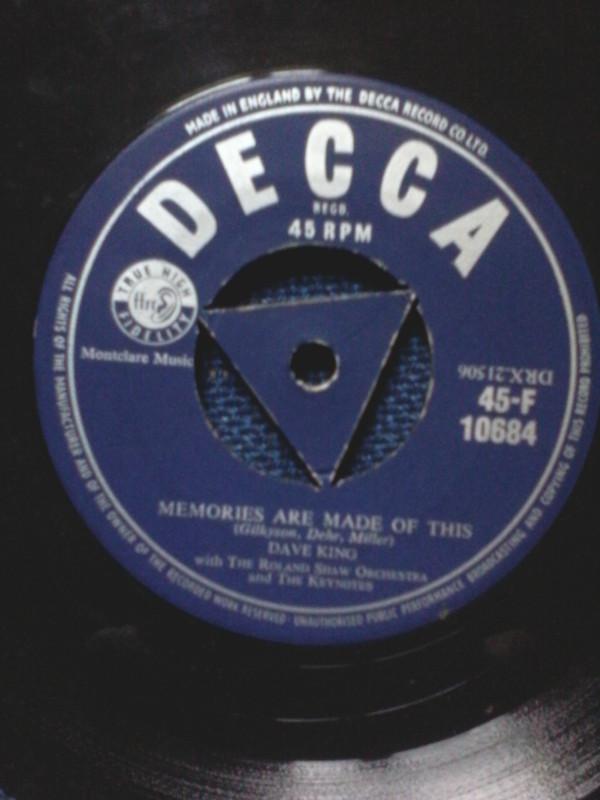 MADE IN ENGLAND BY THE DECCA RECORD CO LTD.
DECCA
REGD.
45 RPM
TRUE HIGH FIDELITY
ffrr
Montclare Music
DRX.21506
45-F
10684
MEMORIES ARE MADE OF THIS
(Gilkyson, Dehr, Miller)
DAVE KING
with THE ROLAND SHAW ORCHESTRA
and THE KEYNOTES
ALL RIGHTS OF THE MANUFACTURER AND OF THE OWNER OF THE RECORDED WORK RESERVED · UNAUTHORISED PUBLIC PERFORMANCE BROADCASTING AND COPYING OF THIS RECORD PROHIBITED